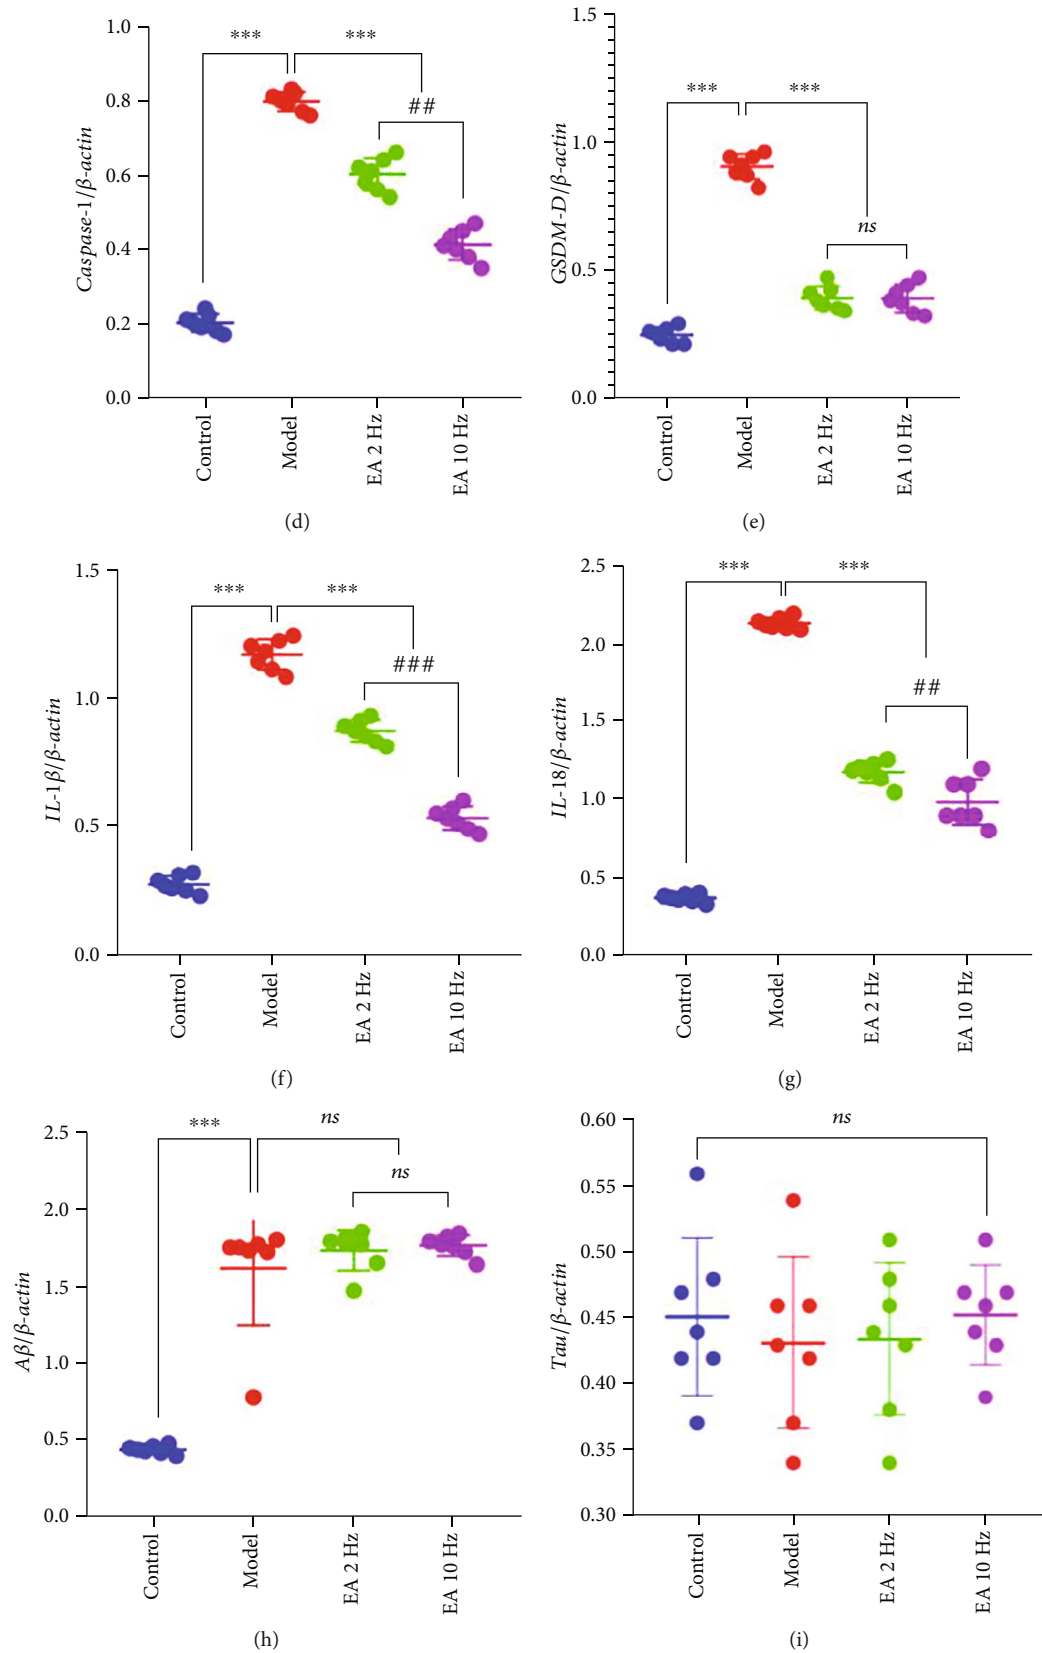 *** ***
##
1.0
0.8
0.6
0.4
0.2
0.0
Caspase-1/β-actin
Control
Model
EA 2 Hz
EA 10 Hz
(d)
*** ***
ns
1.5
1.0
0.5
0.0
GSDM-D/β-actin
Control
Model
EA 2 Hz
EA 10 Hz
(e)
*** ***
###
1.5
1.0
0.5
0.0
IL-1β/β-actin
Control
Model
EA 2 Hz
EA 10 Hz
(f)
*** ***
##
2.5
2.0
1.5
1.0
0.5
0.0
IL-18/β-actin
Control
Model
EA 2 Hz
EA 10 Hz
(g)
*** ns
ns
2.5
2.0
1.5
1.0
0.5
0.0
Aβ/β-actin
Control
Model
EA 2 Hz
EA 10 Hz
(h)
ns
0.60
0.55
0.50
0.45
0.40
0.35
0.30
Tau/β-actin
Control
Model
EA 2 Hz
EA 10 Hz
(i)